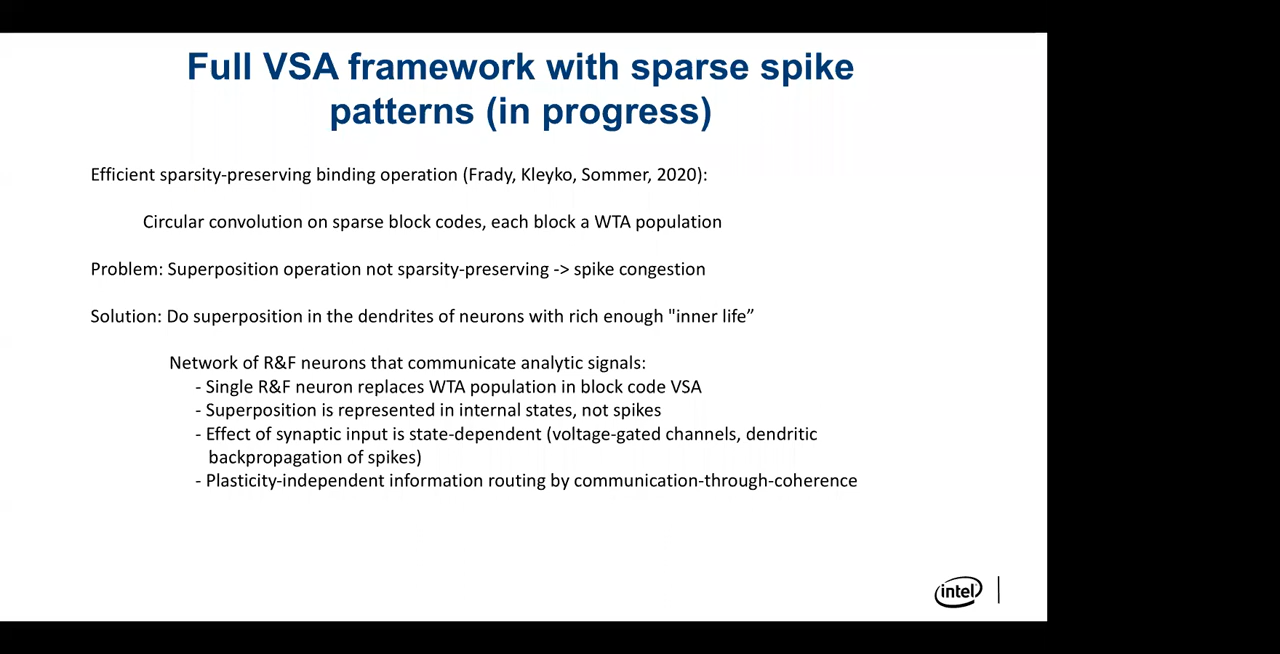 Full VSA framework with sparse spike
patterns (in progress)
Efficient sparsity-preserving binding operation (Frady, Kleyko, Sommer, 2020):
Circular convolution on sparse block codes, each block a WTA population
Problem: Superposition operation not sparsity-preserving -> spike congestion
Solution: Do superposition in the dendrites of neurons with rich enough "inner life”
Network of R&F neurons that communicate analytic signals:
- Single R&F neuron replaces WTA population in block code VSA
- Superposition is represented in internal states, not spikes
- Effect of synaptic input is state-dependent (voltage-gated channels, dendritic
backpropagation of spikes)
- Plasticity-independent information routing by communication-through-coherence
intel